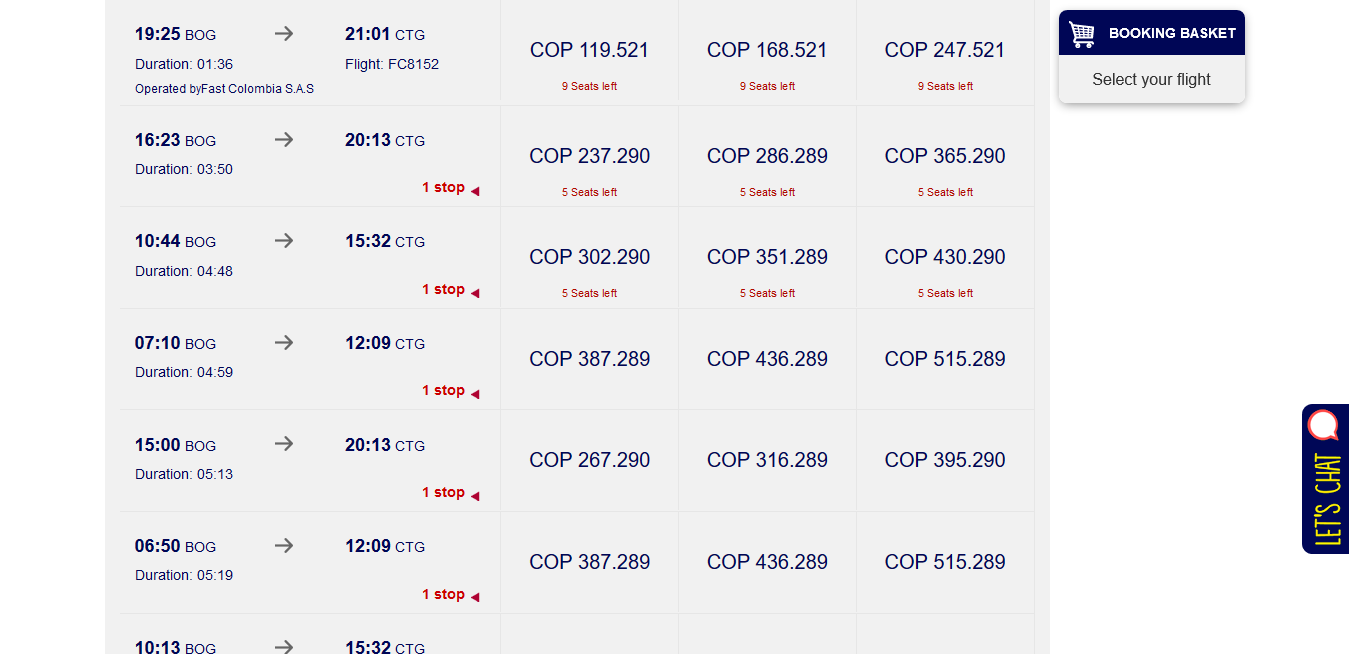 19:25 BOG → 21:01 CTG
COP 119.521 COP 168.521 COP 247.521
Duration: 01:36 Flight: FC8152
9 Seats left 9 Seats left 9 Seats left
Operated byFast Colombia S.A.S
16:23 BOG → 20:13 CTG
COP 237.290 COP 286.289 COP 365.290
Duration: 03:50
1 stop 5 Seats left 5 Seats left 5 Seats left
10:44 BOG → 15:32 CTG
COP 302.290 COP 351.289 COP 430.290
Duration: 04:48
1 stop 5 Seats left 5 Seats left 5 Seats left
07:10 BOG → 12:09 CTG
COP 387.289 COP 436.289 COP 515.289
Duration: 04:59
1 stop
15:00 BOG → 20:13 CTG
COP 267.290 COP 316.289 COP 395.290
Duration: 05:13
1 stop
06:50 BOG → 12:09 CTG
COP 387.289 COP 436.289 COP 515.289
Duration: 05:19
1 stop
10:13 BOG → 15:32 CTG
BOOKING BASKET
Select your flight
LET'S CHAT